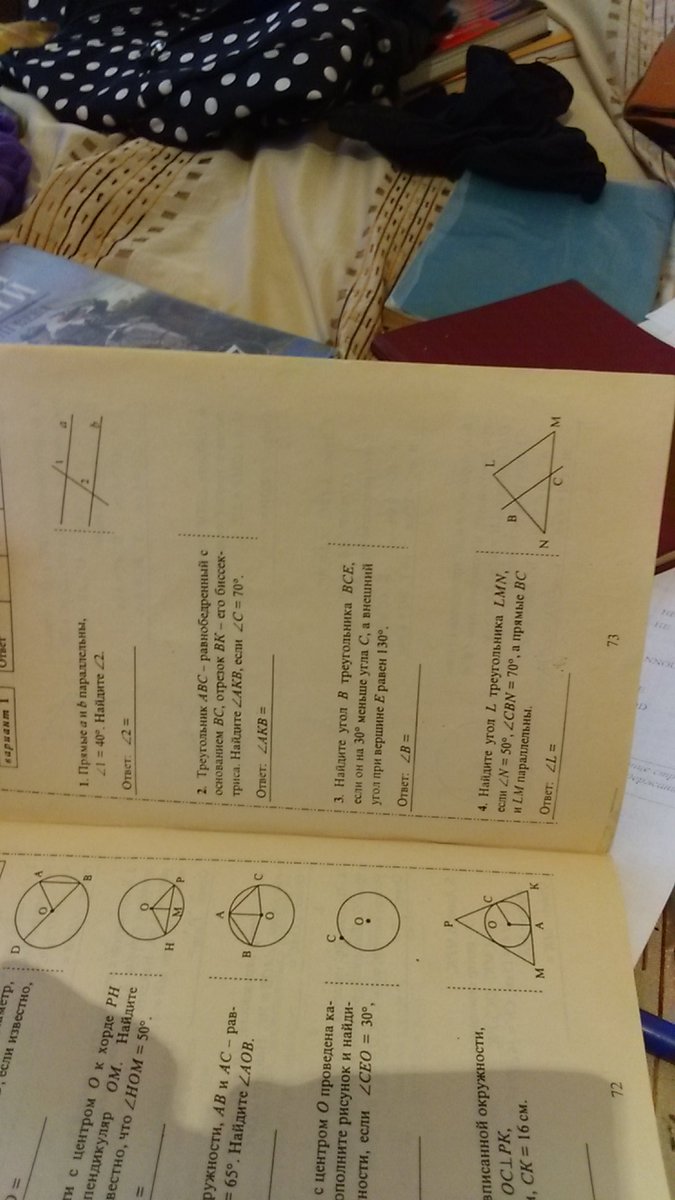 , если известно,
ти с центром O к хорде PH
пендикуляр OM. Найдите
вестно, что ∠HOM = 50°.
=
D
O
A
B
O
H
M
P
ружности, AB и AC – рав-
= 65°. Найдите ∠AOB.
A
B
O
C
с центром O проведена ка-
ополните рисунок и найди-
ности, если ∠CEO = 30°,
C
O
аписанной окружности,
OC⊥PK,
, CK = 16 см.
P
O
C
M
A
K
72
вариант 1
Ответ
1. Прямые a и b параллельны,
∠1 = 40°. Найдите ∠2.
Ответ: ∠2 =
1
a
2
b
2. Треугольник ABC – равнобедренный с
основанием BC, отрезок BK – его биссек-
триса. Найдите ∠AKB, если ∠C = 70°.
Ответ: ∠AKB =
3. Найдите угол B треугольника BCE,
если он на 30° меньше угла C, а внешний
угол при вершине E равен 130°.
Ответ: ∠B =
4. Найдите угол L треугольника LMN,
если ∠N = 50°, ∠CBN = 70°, а прямые BC
и LM параллельны.
Ответ: ∠L =
L
B
N
C
M
73